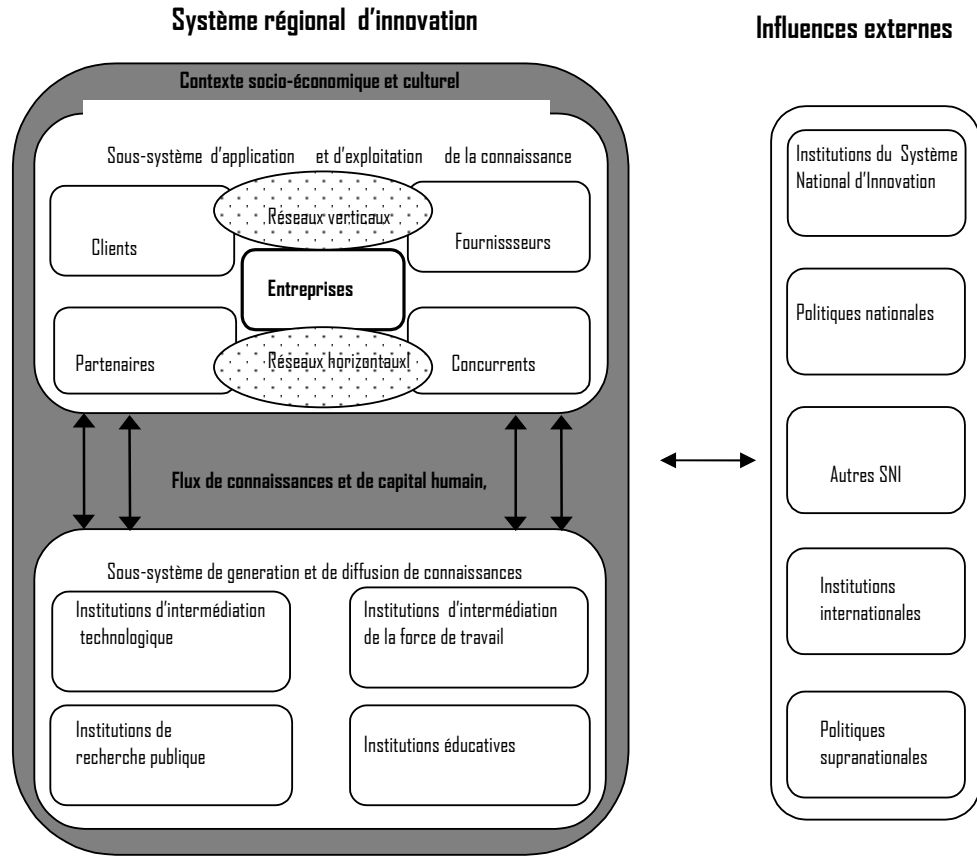 Système régional d'innovation
Influences externes
Contexte socio-économique et culturel
Sous-système d'application et d'exploitation de la connaissance
Réseaux verticaux
Clients
Fournissseurs
Entreprises
Partenaires
Réseaux horizontaux
Concurrents
Flux de connaissances et de capital humain,
Sous-système de generation et de diffusion de connaissances
Institutions d'intermédiation
technologique
Institutions d'intermédiation
de la force de travail
Institutions de
recherche publique
Institutions éducatives
Institutions du Système
National d'Innovation
Politiques nationales
Autres SNI
Institutions
internationales
Politiques
supranationales